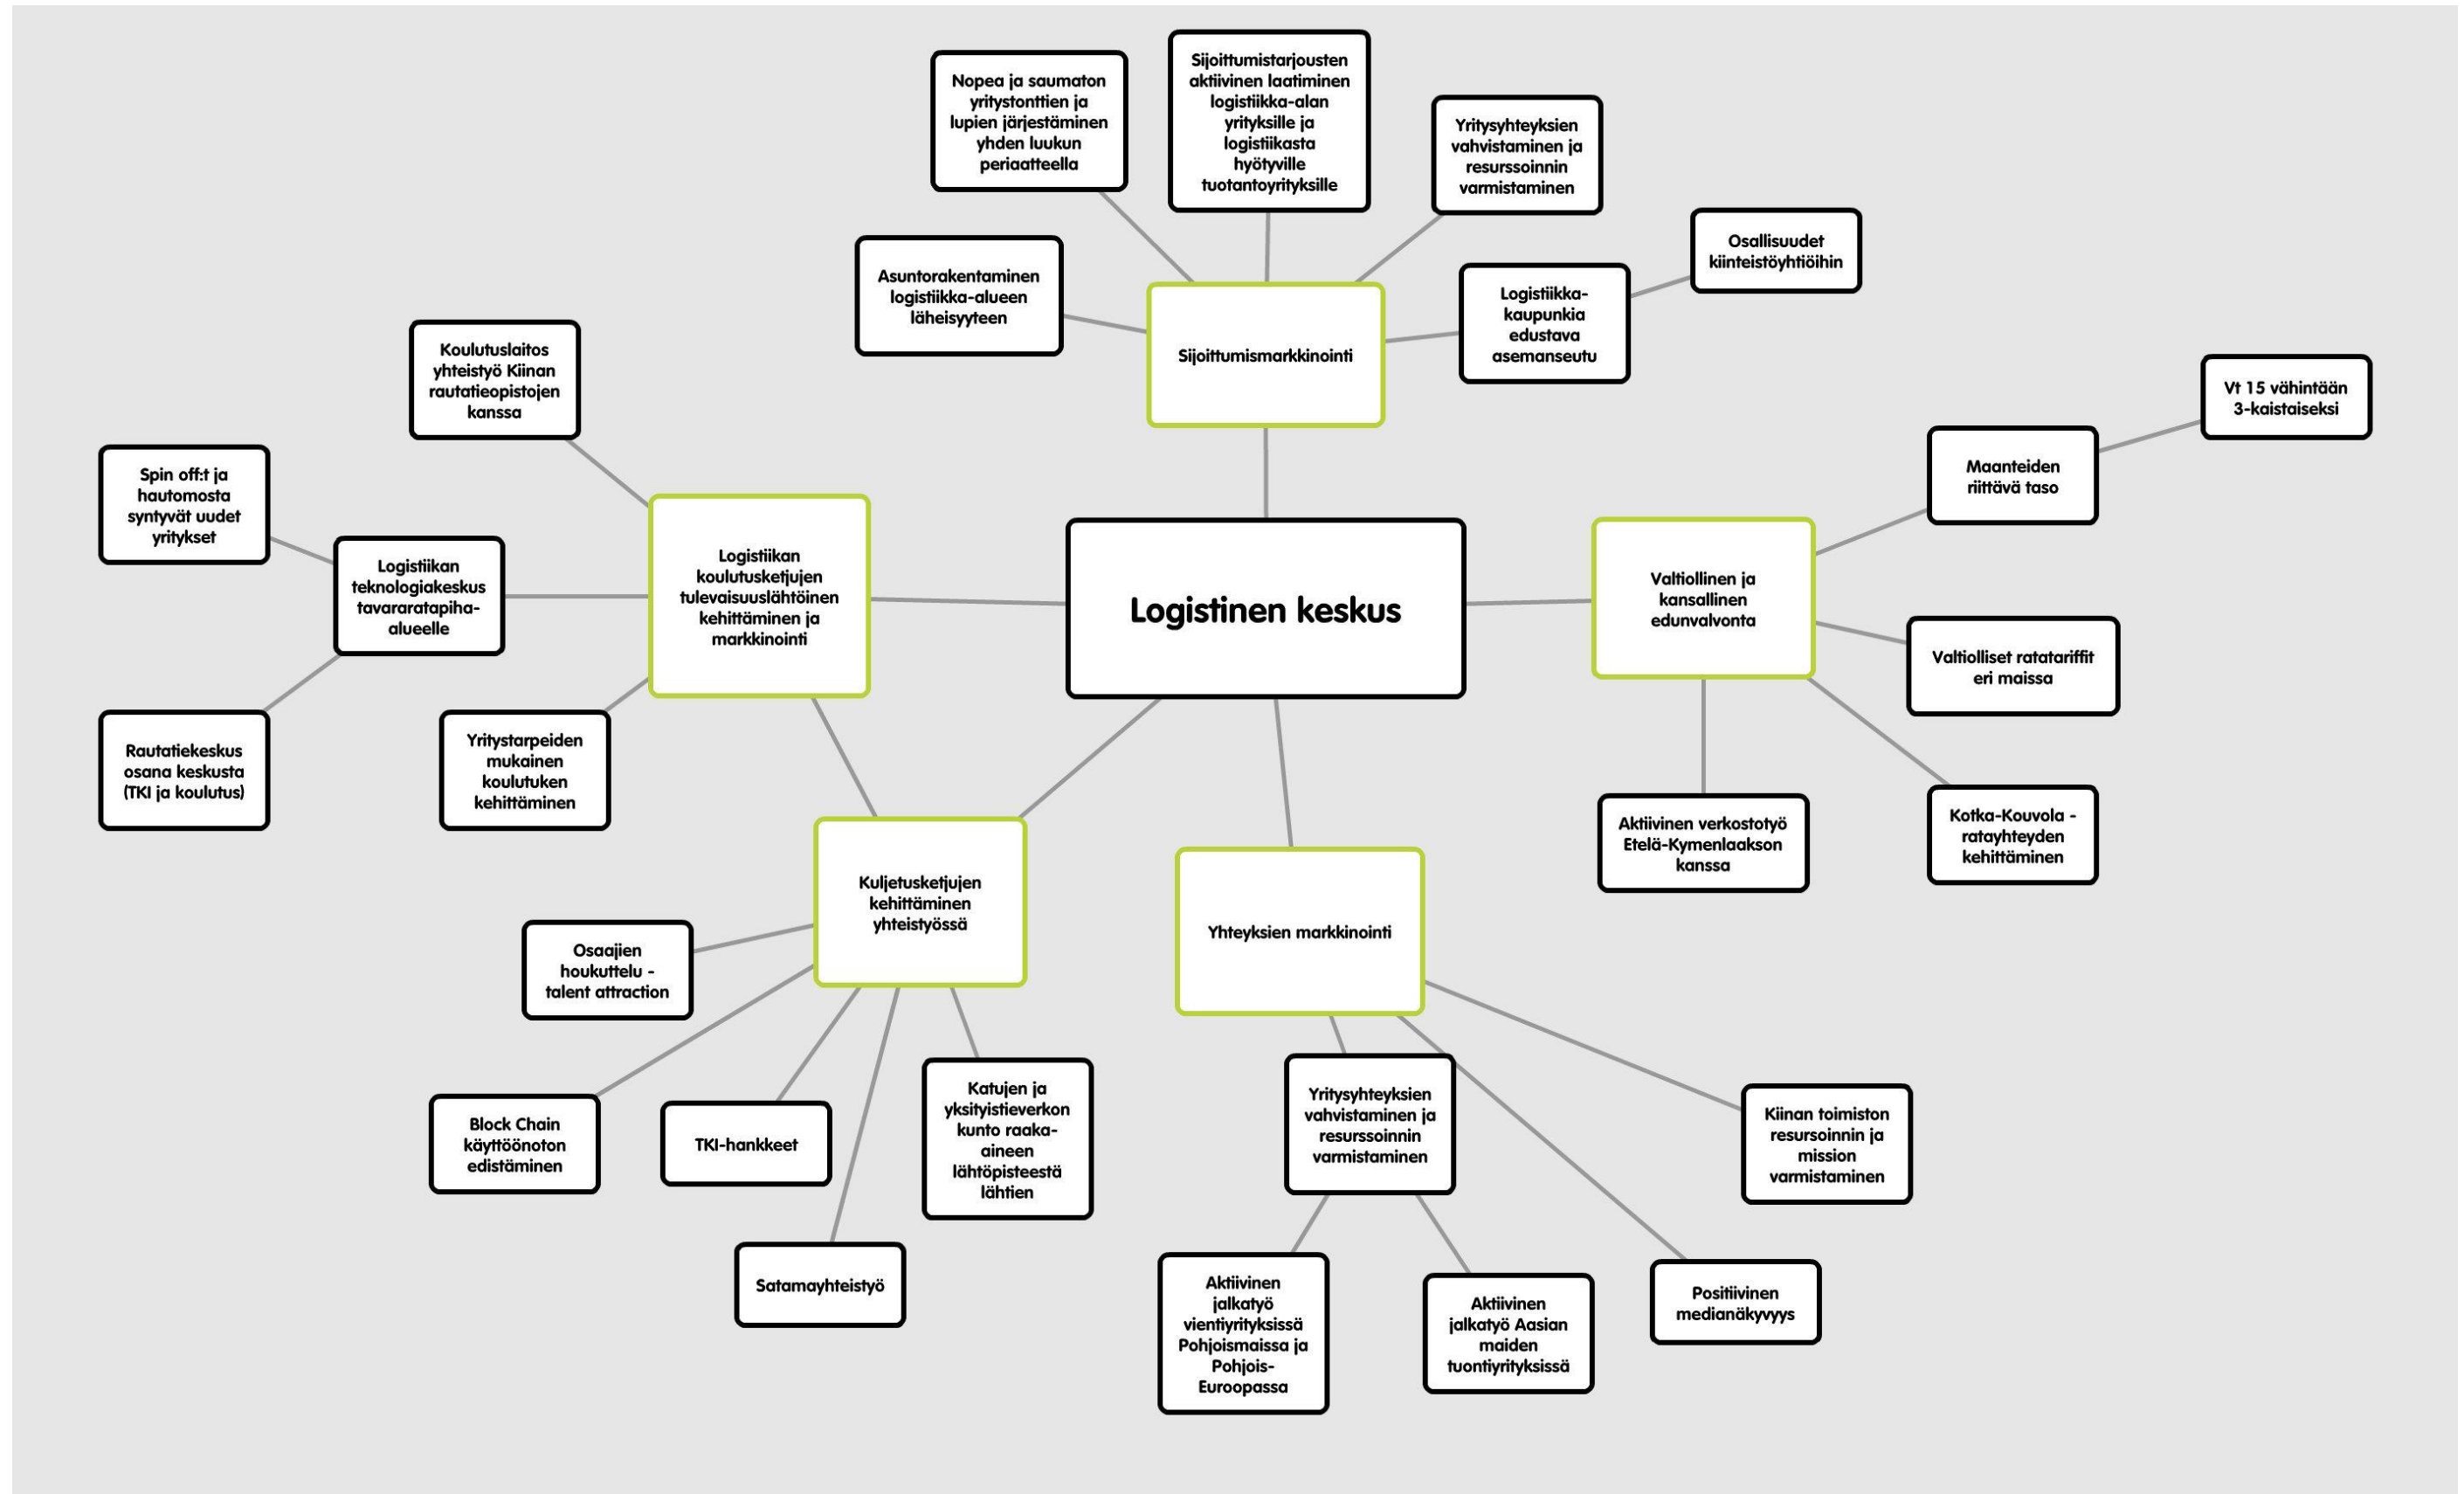 Nopea ja saumaton
yritystonttien ja
lupien järjestäminen
yhden luukun
periaatteella
Sijoittumistarjousten
aktiivinen laatiminen
logistiikka-alan
yrityksille ja
logistiikasta
hyötyville
tuotantoyrityksille
Yritysyhteyksien
vahvistaminen ja
resurssoinnin
varmistaminen
Osallisuudet
kiinteistöyhtiöihin
Asuntorakentaminen
logistiikka-alueen
läheisyyteen
Sijoittumismarkkinointi
Logistiikka-
kaupunkia
edustava
asemanseutu
Koulutuslaitos
yhteistyö Kiinan
rautatieopistojen
kanssa
Vt 15 vähintään
3-kaistaiseksi
Maanteiden
riittävä taso
Spin off:t ja
hautomosta
syntyvät uudet
yritykset
Logistiikan
teknologiakeskus
tavararatapiha-
alueelle
Logistiikan
koulutusketjujen
tulevaisuuslähtöinen
kehittäminen ja
markkinointi
Logistinen keskus
Valtiollinen ja
kansallinen
edunvalvonta
Valtiolliset ratatariffit
eri maissa
Rautatiekeskus
osana keskusta
(TKI ja koulutus)
Yritystarpeiden
mukainen
koulutuken
kehittäminen
Aktiivinen verkostotyö
Etelä-Kymenlaakson
kanssa
Kotka-Kouvola -
ratayhteyden
kehittäminen
Kuljetusketjujen
kehittäminen
yhteistyössä
Yhteyksien markkinointi
Osaajien
houkuttelu -
talent attraction
Block Chain
käyttöönoton
edistäminen
TKI-hankkeet
Katujen ja
yksityistieverkon
kunto raaka-
aineen
lähtöpisteestä
lähtien
Yritysyhteyksien
vahvistaminen ja
resurssoinnin
varmistaminen
Kiinan toimiston
resursoinnin ja
mission
varmistaminen
Satamayhteistyö
Aktiivinen
jalkatyö
vientiyrityksissä
Pohjoismaissa ja
Pohjois-
Euroopassa
Aktiivinen
jalkatyö Aasian
maiden
tuontiyrityksissä
Positiivinen
medianäkyvyys